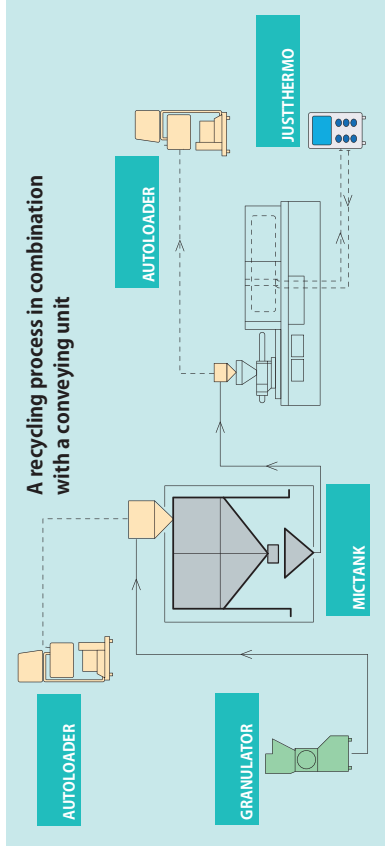 A recycling process in combination
with a conveying unit
AUTOLOADER
GRANULATOR
MICTANK
AUTOLOADER
JUSTTHERMO